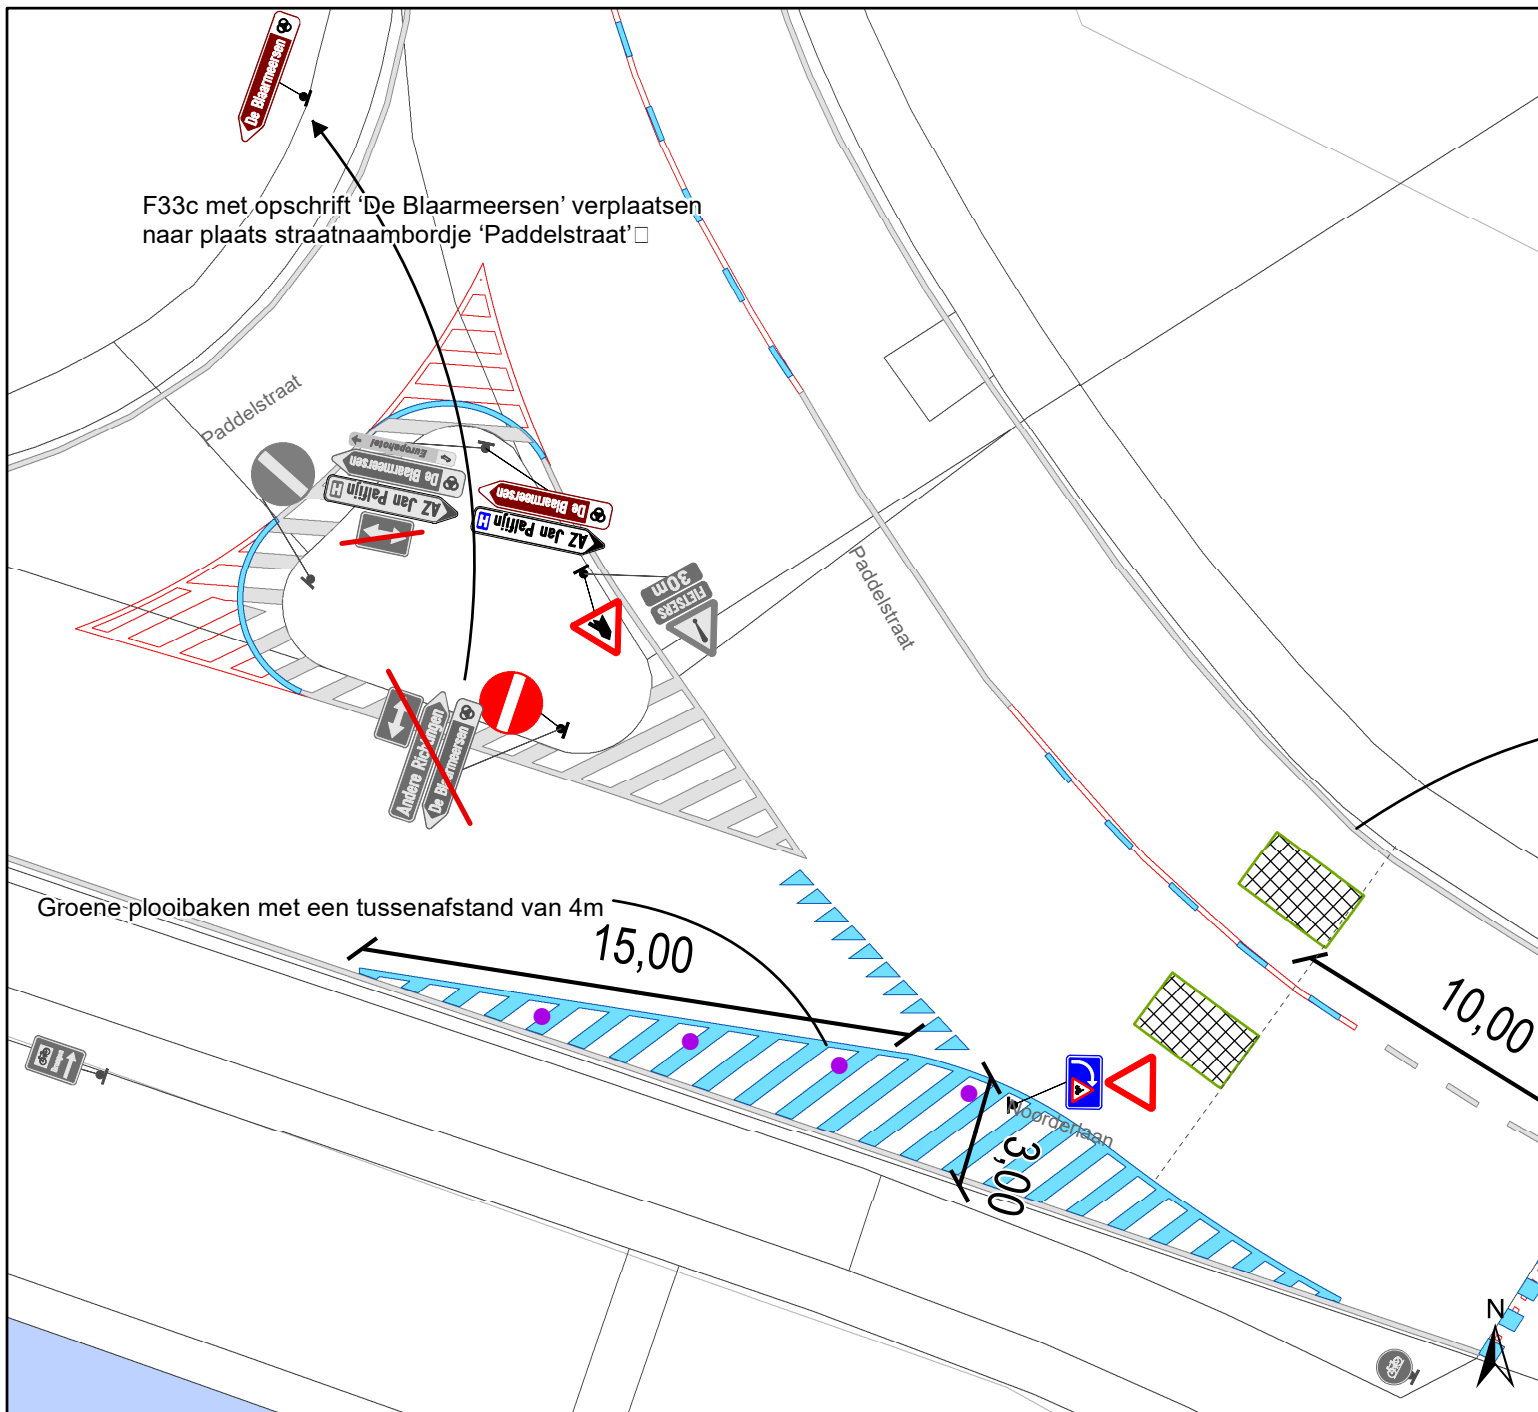 De Blaarmeersen
F33c met opschrift ‘De Blaarmeersen’ verplaatsen
naar plaats straatnaambordje ‘Paddelstraat’
Paddelstraat
Europahotel
De Blaarmeersen
AZ Jan Palfijn H
De Blaarmeersen
AZ Jan Palfijn H
30m
FIETSERS
Paddelstraat
Andere Richtingen
De Blaarmeersen
Groene plooibaken met een tussenafstand van 4m
15,00
10,00
Noorderlaan
3,00
N